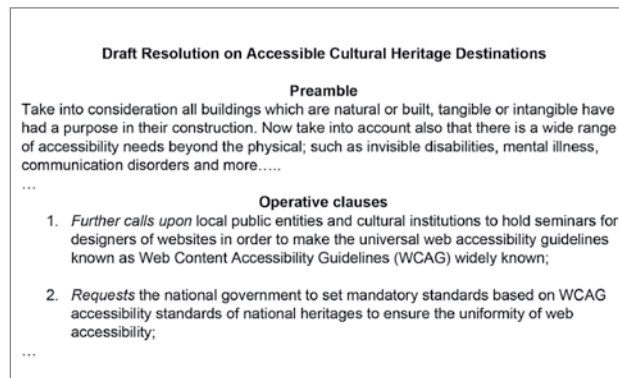 Draft Resolution on Accessible Cultural Heritage Destinations
Preamble
Take into consideration all buildings which are natural or built, tangible or intangible have
had a purpose in their construction. Now take into account also that there is a wide range
of accessibility needs beyond the physical; such as invisible disabilities, mental illness,
communication disorders and more…..
…
Operative clauses
1. Further calls upon local public entities and cultural institutions to hold seminars for
designers of websites in order to make the universal web accessibility guidelines
known as Web Content Accessibility Guidelines (WCAG) widely known;
2. Requests the national government to set mandatory standards based on WCAG
accessibility standards of national heritages to ensure the uniformity of web
accessibility;
…